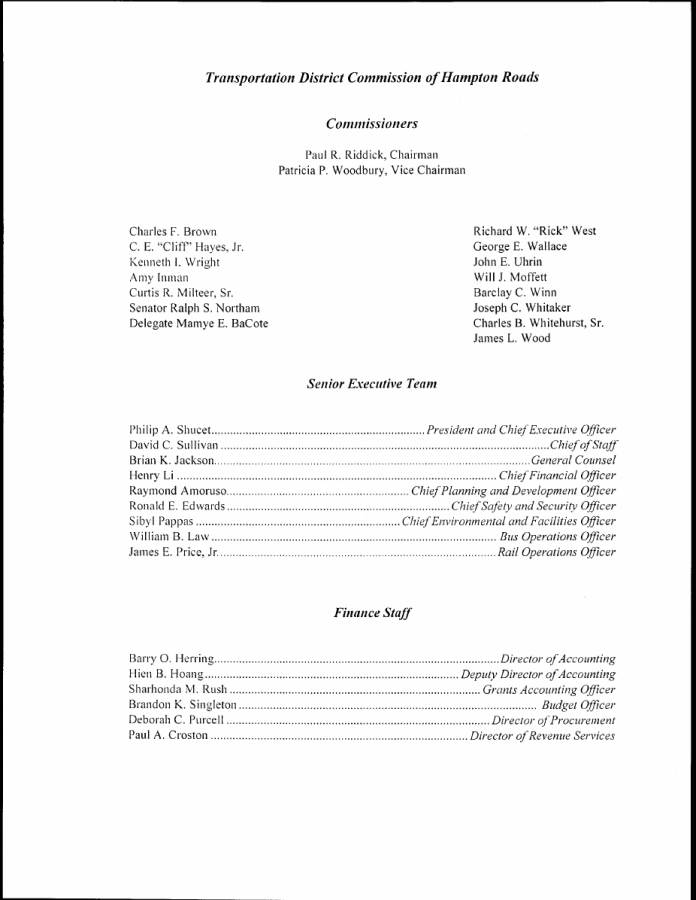 Transportation District Commission of Hampton Roads
Commissioners
Paul R. Riddick, Chairman
Patricia P. Woodbury, Vice Chairman
Charles F. Brown
C. E. “Cliff” Hayes, Jr.
Kenneth I. Wright
Amy Inman
Curtis R. Milteer, Sr.
Senator Ralph S. Northam
Delegate Mamye E. BaCote
Richard W. “Rick” West
George E. Wallace
John E. Uhrin
Will J. Moffett
Barclay C. Winn
Joseph C. Whitaker
Charles B. Whitehurst, Sr.
James L. Wood
Senior Executive Team
Philip A. Shucet........President and Chief Executive Officer
David C. Sullivan........Chief of Staff
Brian K. Jackson........General Counsel
Henry Li........Chief Financial Officer
Raymond Amoruso........Chief Planning and Development Officer
Ronald E. Edwards........Chief Safety and Security Officer
Sibyl Pappas........Chief Environmental and Facilities Officer
William B. Law........Bus Operations Officer
James E. Price, Jr.........Rail Operations Officer
Finance Staff
Barry O. Herring........Director of Accounting
Hien B. Hoang........Deputy Director of Accounting
Sharhonda M. Rush........Grants Accounting Officer
Brandon K. Singleton........Budget Officer
Deborah C. Purcell........Director of Procurement
Paul A. Croston........Director of Revenue Services